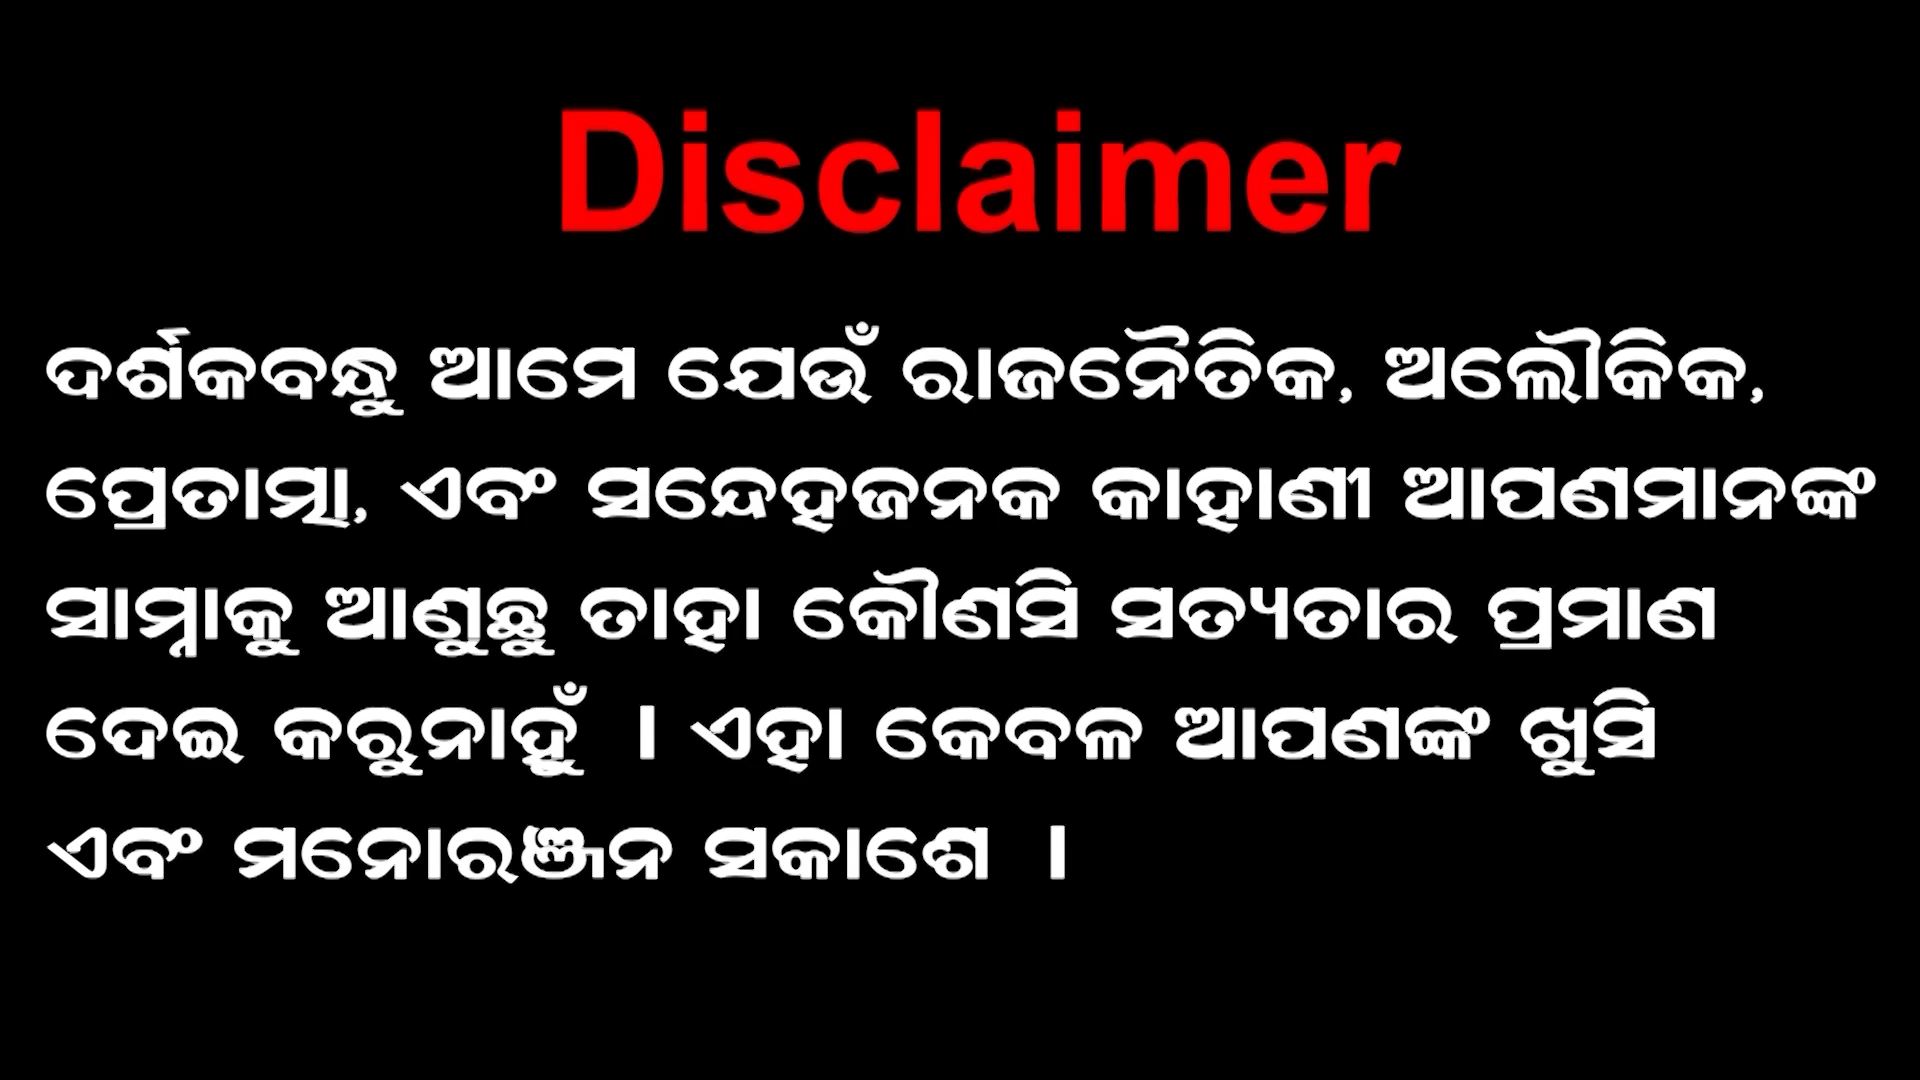 Disclaimer
ଦର୍ଶକବନ୍ଧୁ ଆମେ ଯେଉଁ ରାଜନୈତିକ, ଅଲୌକିକ,
ପ୍ରେତାତ୍ମା, ଏବଂ ସନ୍ଦେହଜନକ କାହାଣୀ ଆପଣମାନଙ୍କ
ସାମ୍ନାକୁ ଆଣୁଛୁ ତାହା କୌଣସି ସତ୍ୟତାର ପ୍ରମାଣ
ଦେଇ କରୁନାହୁଁ । ଏହା କେବଳ ଆପଣଙ୍କ ଖୁସି
ଏବଂ ମନୋରଞ୍ଜନ ସକାଶେ ।